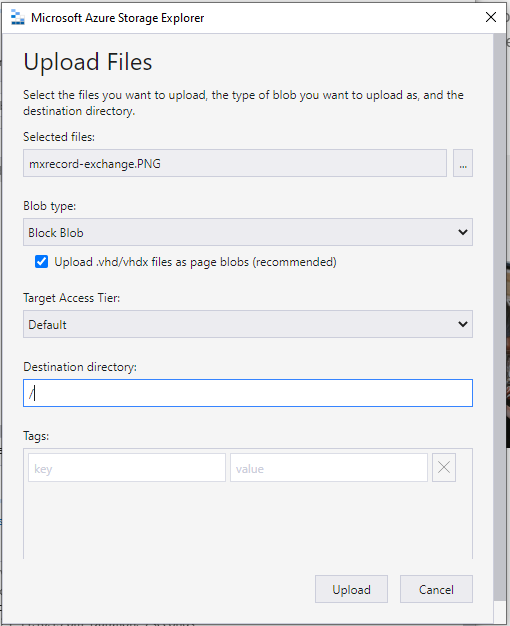 Microsoft Azure Storage Explorer
Upload Files
Select the files you want to upload, the type of blob you want to upload as, and the
destination directory.
Selected files:
mxrecord-exchange.PNG
...
Blob type:
Block Blob
Upload .vhd/vhdx files as page blobs (recommended)
Target Access Tier:
Default
Destination directory:
/
Tags:
key value
Upload Cancel